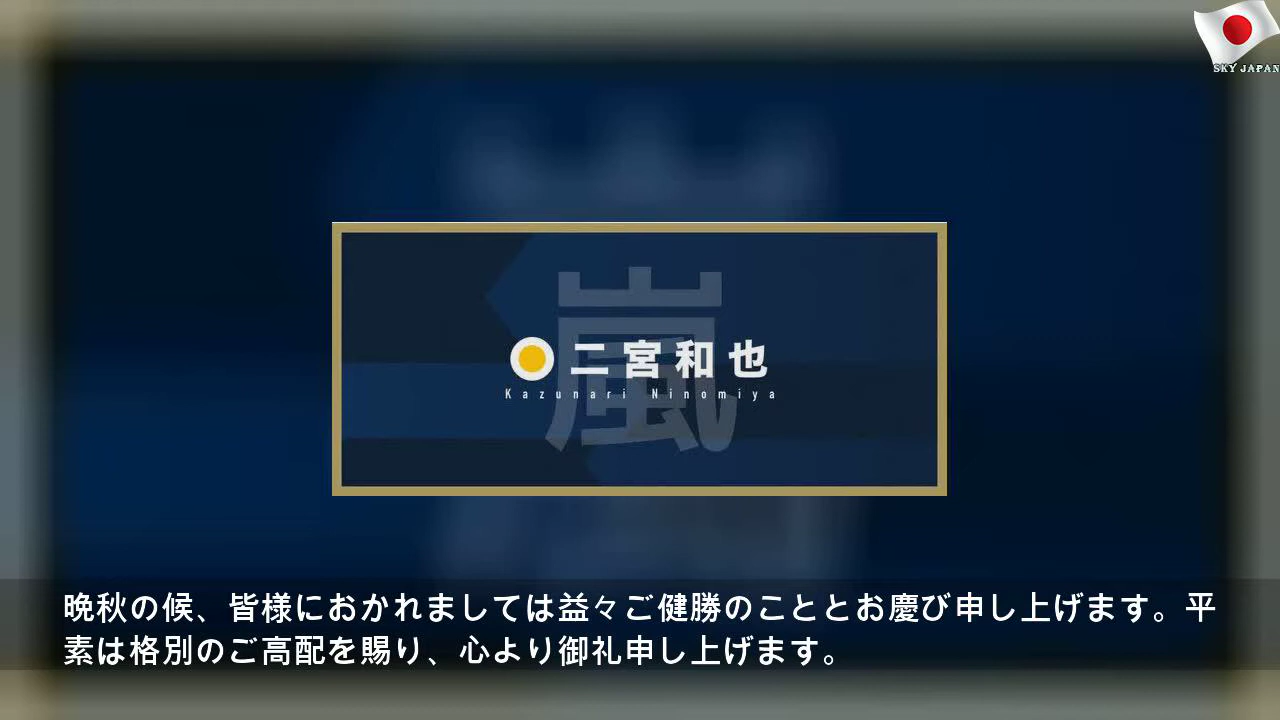 SKY JAPAN
嵐
二宮和也
Kazunari Ninomiya
晩秋の候、皆様におかれましては益々ご健勝のこととお慶び申し上げます。平
素は格別のご高配を賜り、心より御礼申し上げます。